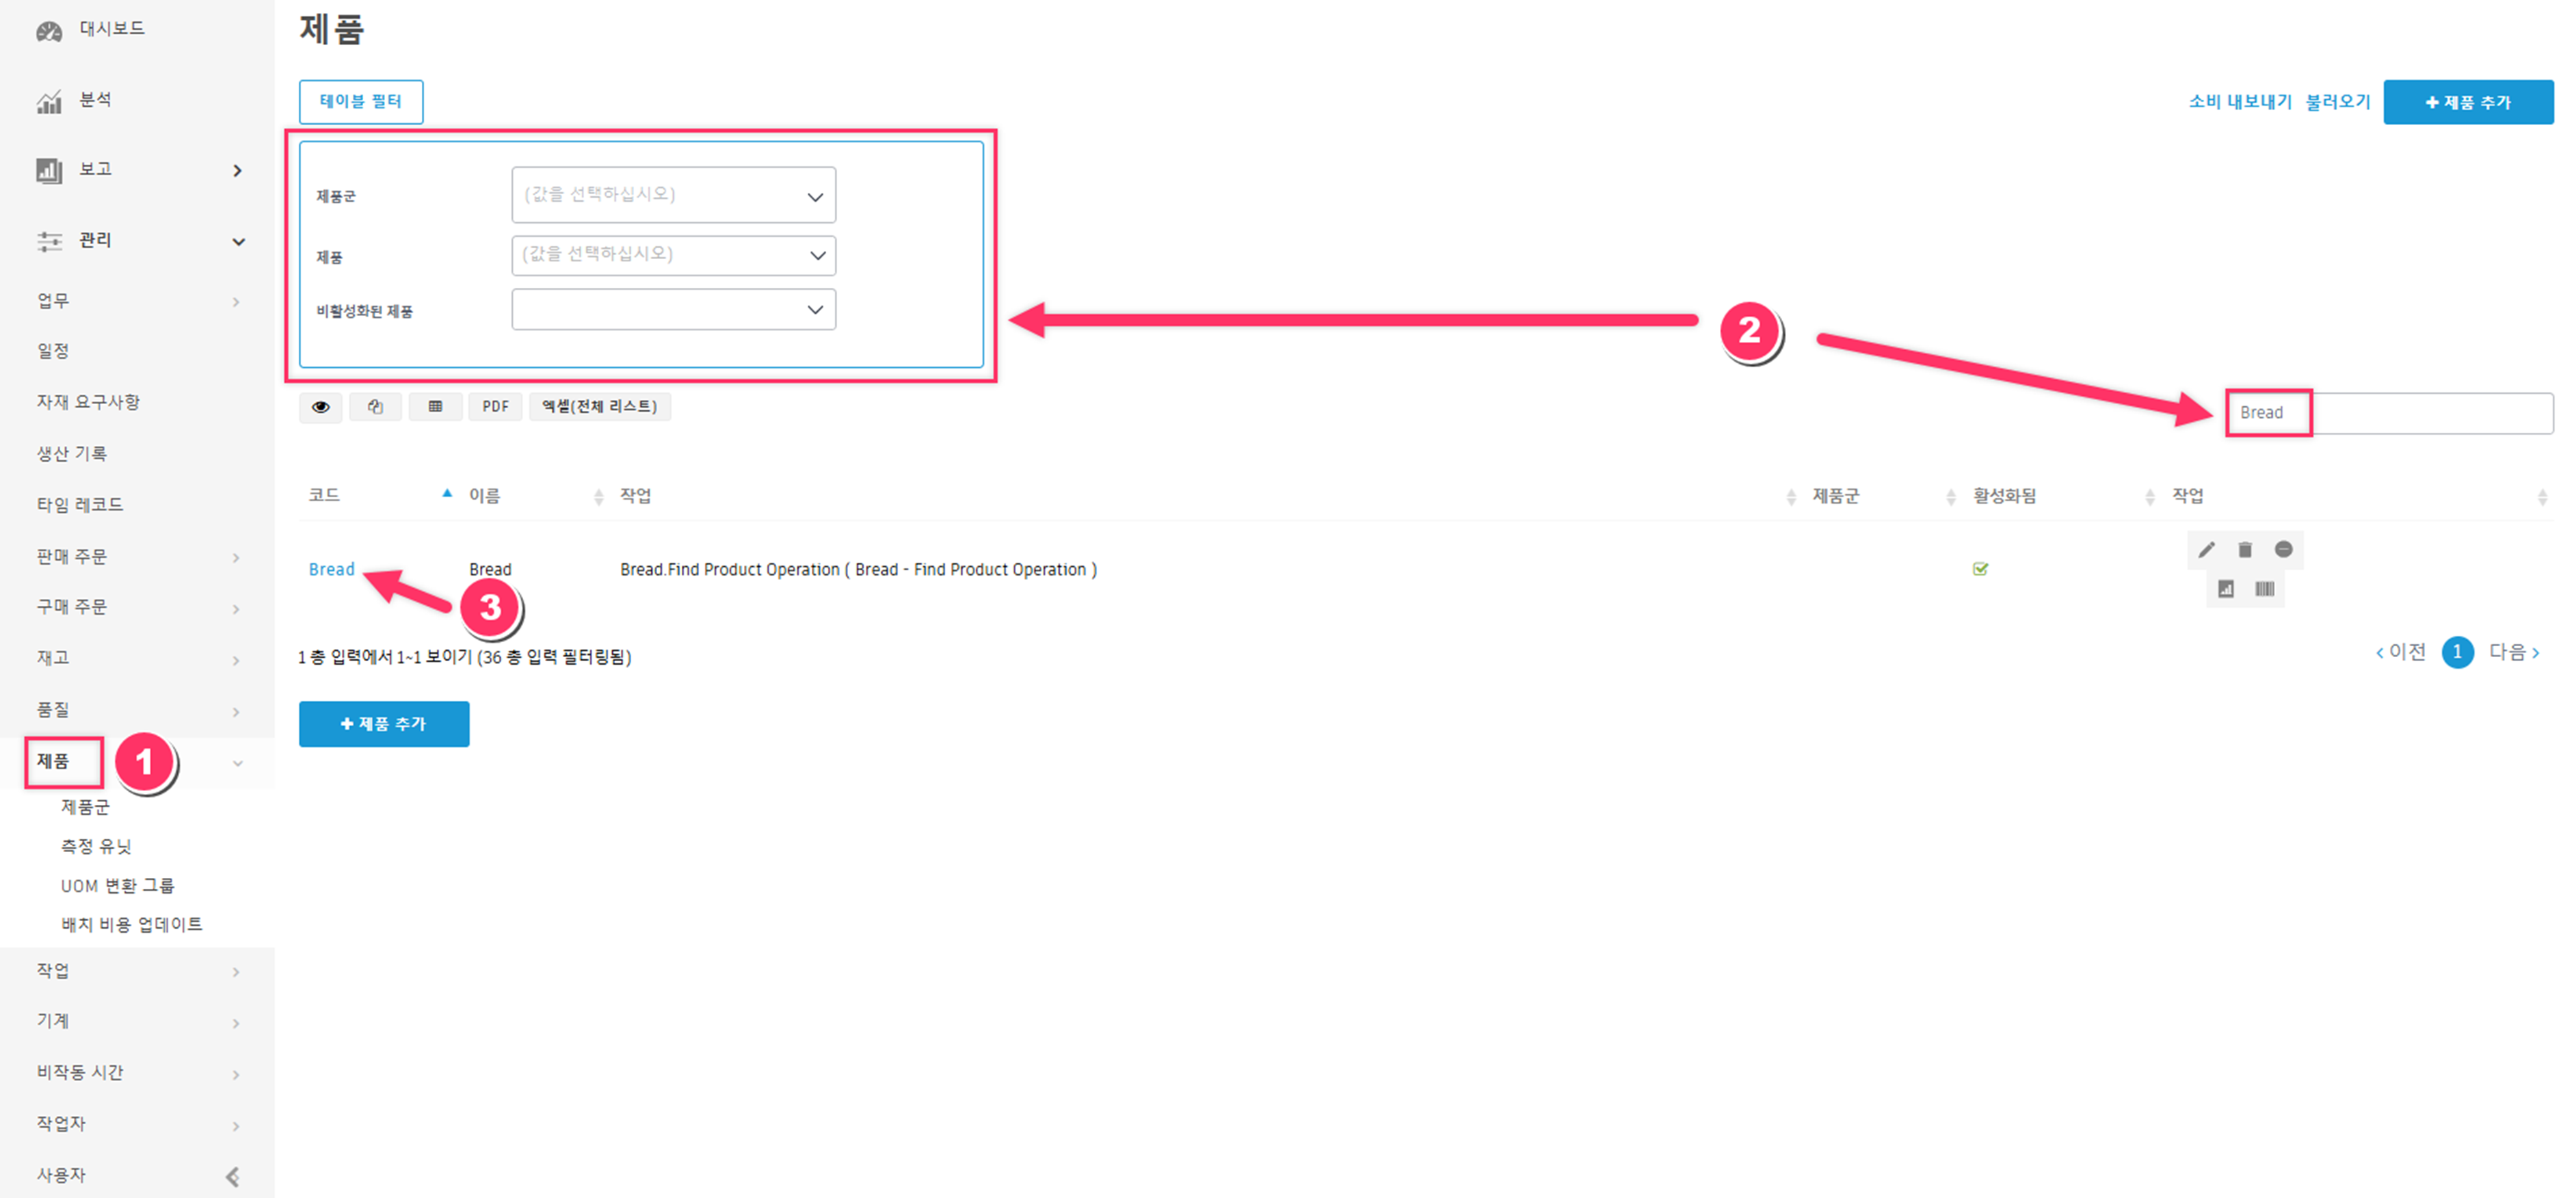 대시보드
분석
보고
관리
업무
일정
자재 요구사항
생산 기록
타임 레코드
판매 주문
구매 주문
재고
품질
제품
1
제품군
측정 유닛
UOM 변환 그룹
배치 비용 업데이트
작업
기계
비작동 시간
작업자
사용자
제품
테이블 필터
소비 내보내기 불러오기 + 제품 추가
제품군 (값을 선택하십시오)
제품 (값을 선택하십시오)
비활성화된 제품
2
PDF 엑셀(전체 리스트)
Bread
코드 이름 작업 제품군 활성화됨 작업
Bread Bread Bread.Find Product Operation ( Bread - Find Product Operation )
3
1 총 입력에서 1~1 보이기 (36 총 입력 필터링됨)
‹ 이전 1 다음 ›
+ 제품 추가